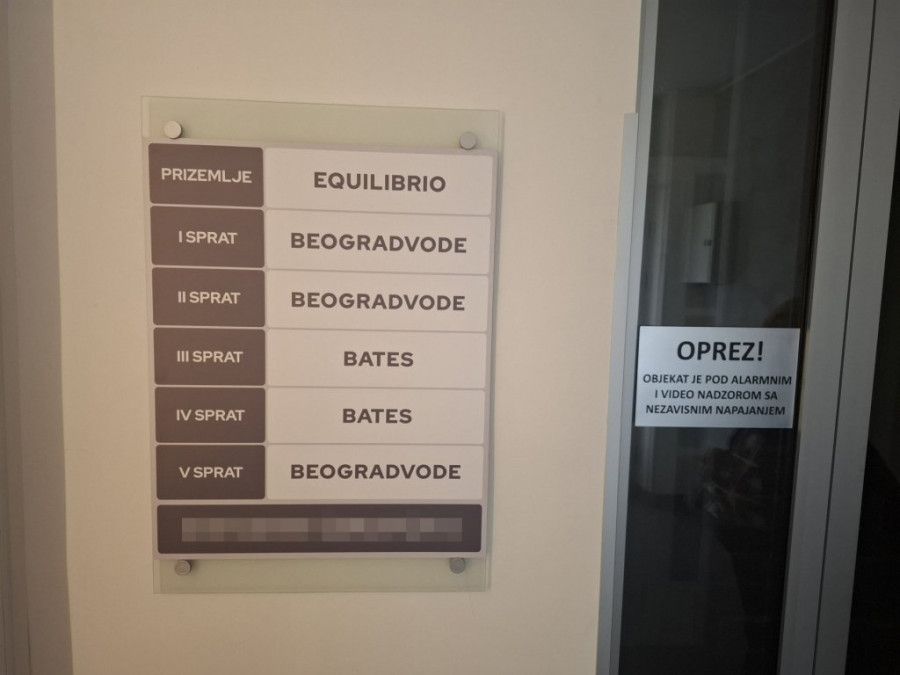 PRIZEMLJE EQUILIBRIO
I SPRAT BEOGRADVODE
II SPRAT BEOGRADVODE
III SPRAT BATES
IV SPRAT BATES
V SPRAT BEOGRADVODE
OPREZ!
OBJEKAT JE POD ALARMNIM
I VIDEO NADZOROM SA
NEZAVISNIM NAPAJANJEM